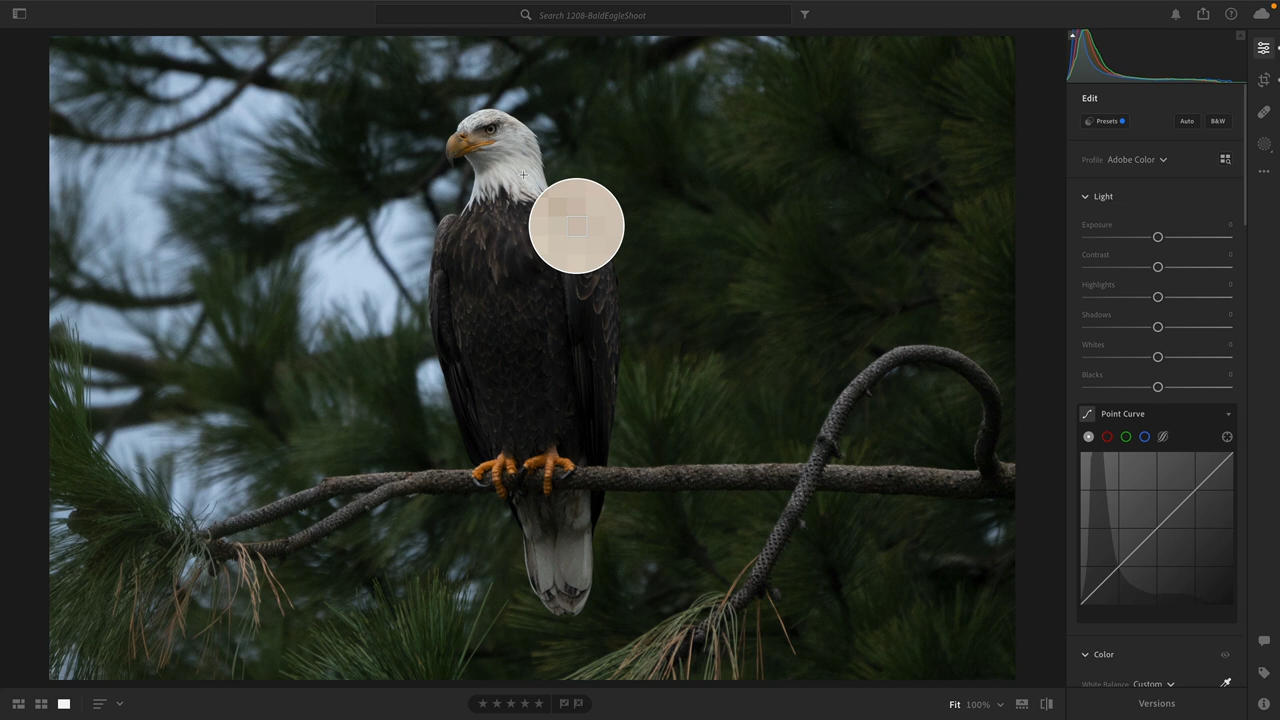 Search 1208-BaldEagleShoot
Edit
Presets
Auto
B&W
Profile Adobe Color
Light
Exposure 0
Contrast 0
Highlights 0
Shadows 0
Whites 0
Blacks 0
Point Curve
Color
White Balance Custom
Fit 100%
Versions